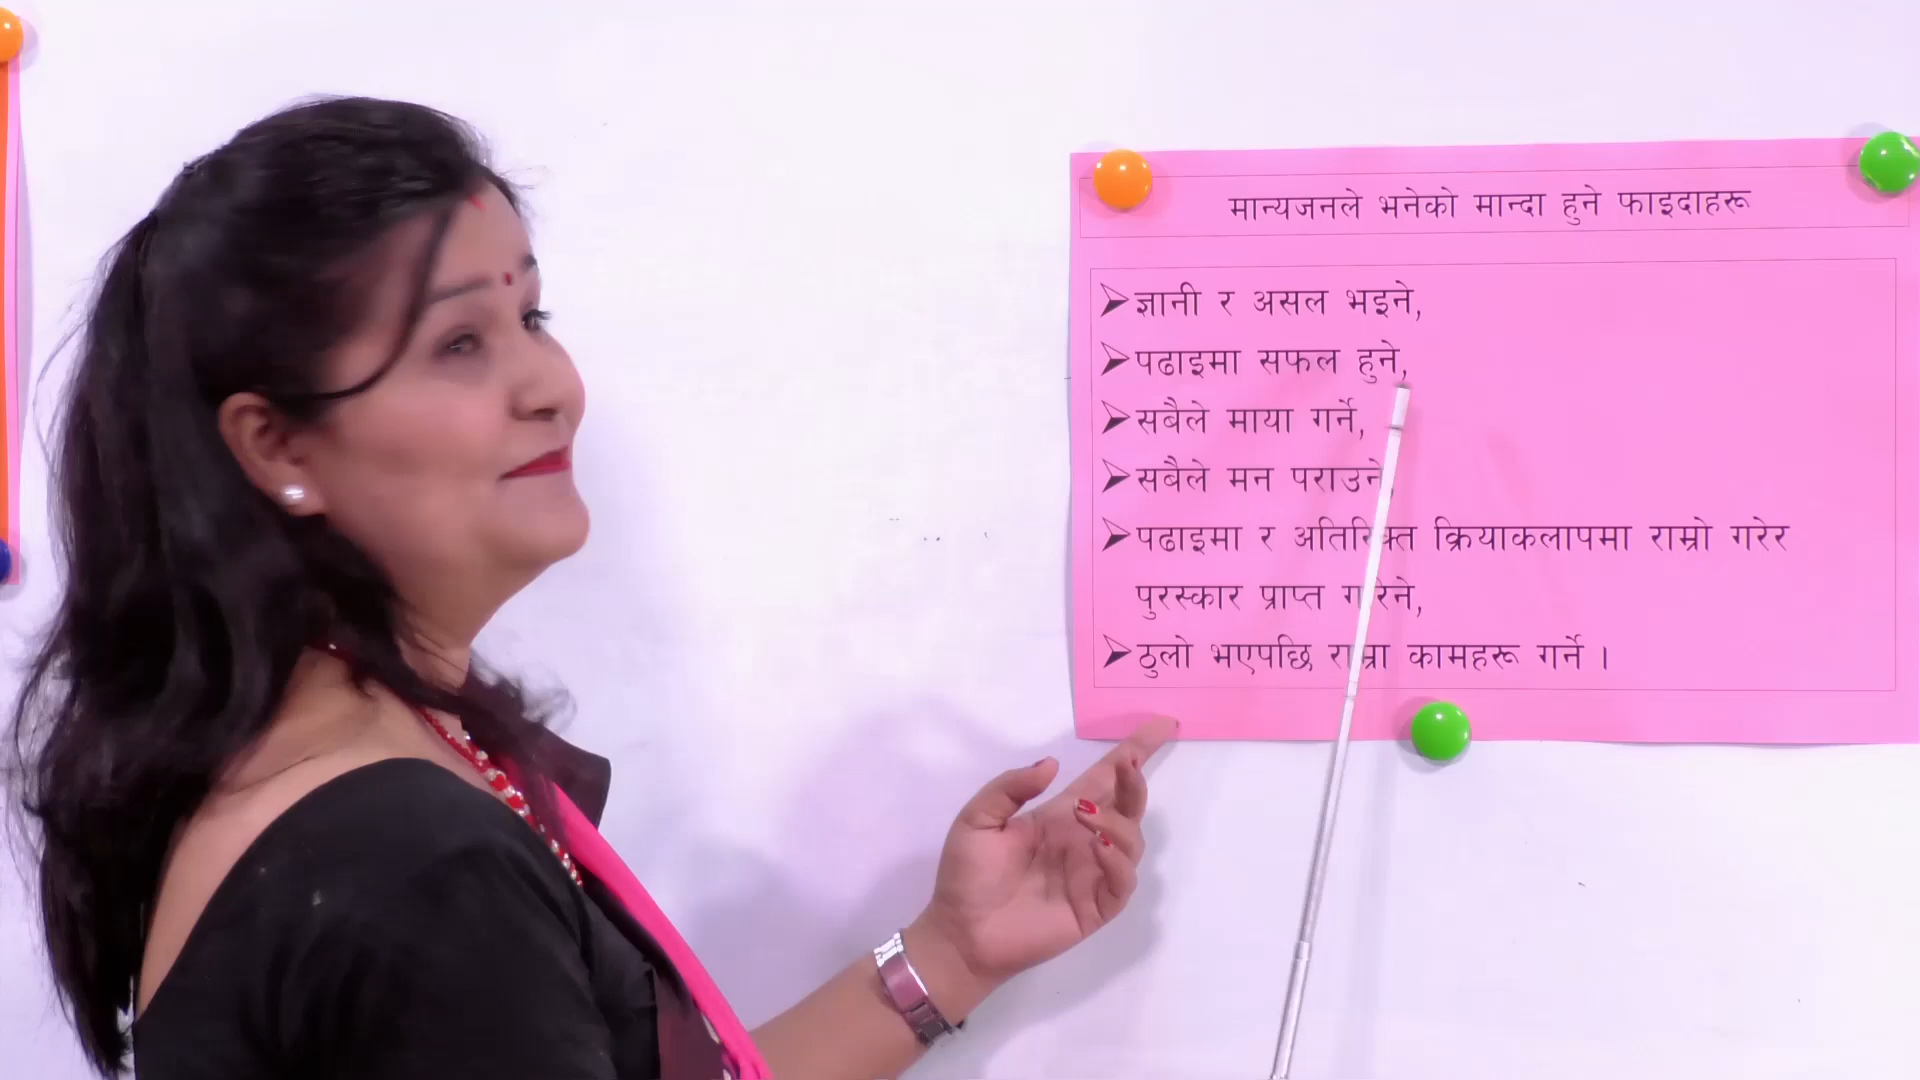 मान्यजनले भनेको मान्दा हुने फाइदाहरू
➢ज्ञानी र असल भइने,
➢पढाइमा सफल हुने,
➢सबैले माया गर्ने,
➢सबैले मन पराउने,
➢पढाइमा र अतिरिक्त क्रियाकलापमा राम्रो गरेर
पुरस्कार प्राप्त गरिने,
➢ठुलो भएपछि राम्रा कामहरू गर्ने ।